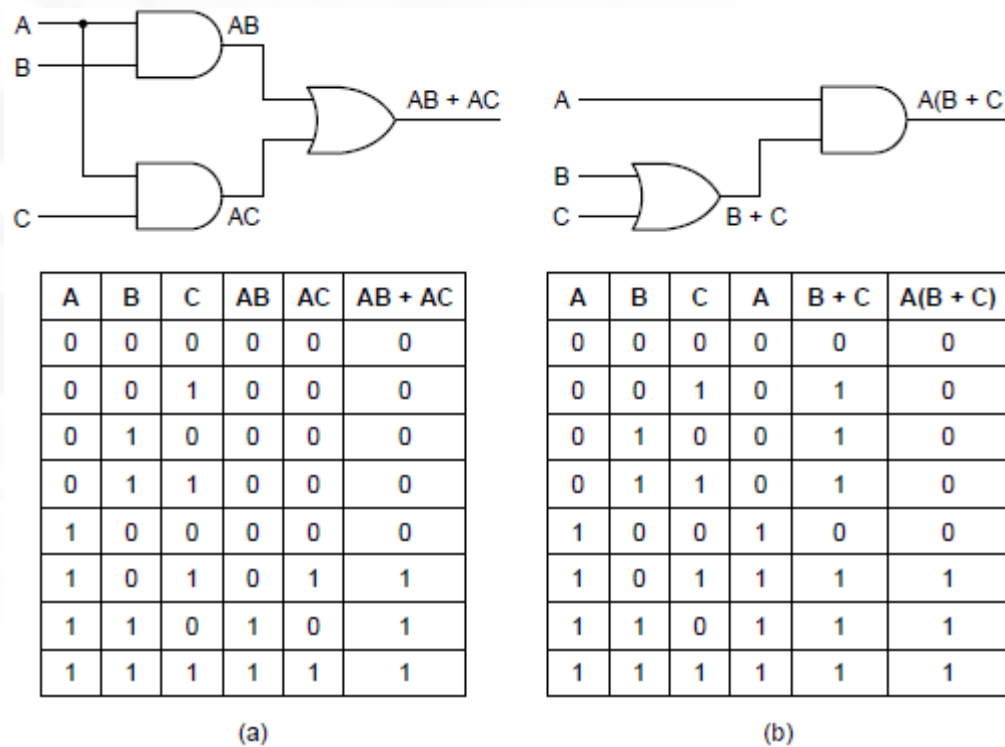 A
AB
B
AB + AC
C
AC
A
A(B + C)
B
C
B + C
A B C AB AC AB + AC
0 0 0 0 0 0
0 0 1 0 0 0
0 1 0 0 0 0
0 1 1 0 0 0
1 0 0 0 0 0
1 0 1 0 1 1
1 1 0 1 0 1
1 1 1 1 1 1
(a)
A B C A B + C A(B + C)
0 0 0 0 0 0
0 0 1 0 1 0
0 1 0 0 1 0
0 1 1 0 1 0
1 0 0 1 0 0
1 0 1 1 1 1
1 1 0 1 1 1
1 1 1 1 1 1
(b)